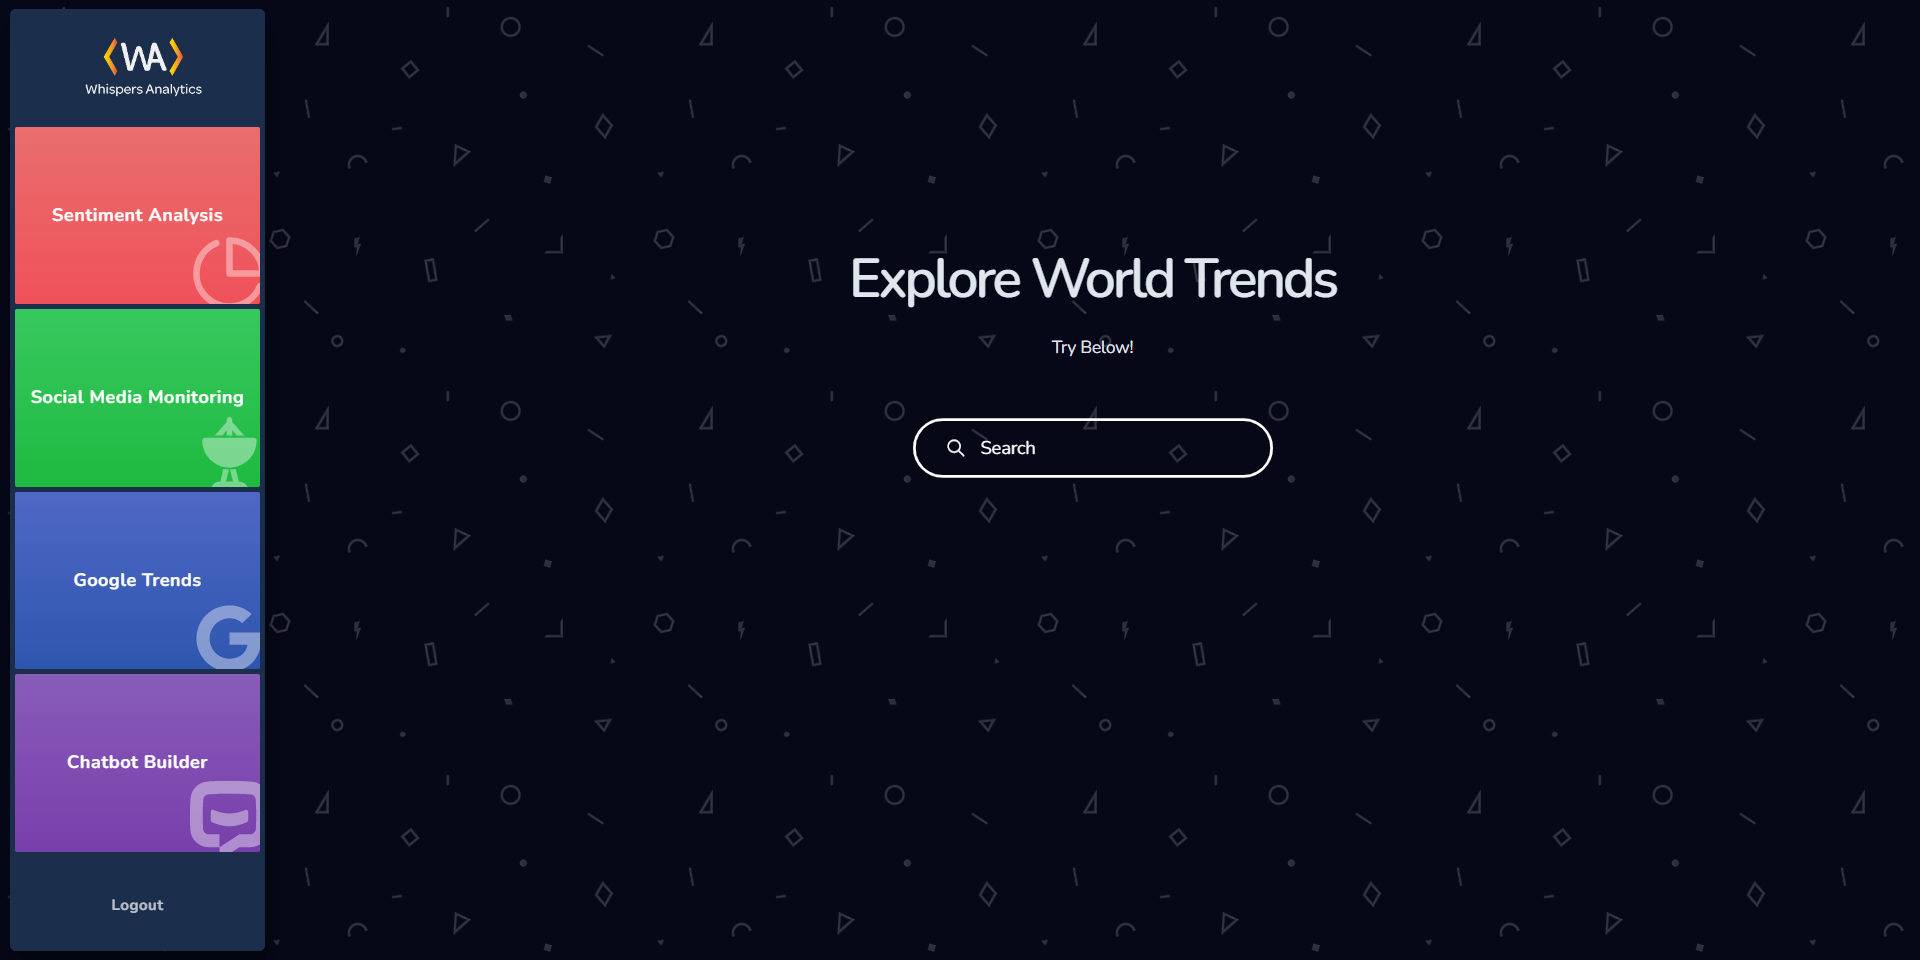 WA
Whispers Analytics
Sentiment Analysis
Social Media Monitoring
Google Trends
Chatbot Builder
Logout
Explore World Trends
Try Below!
Search